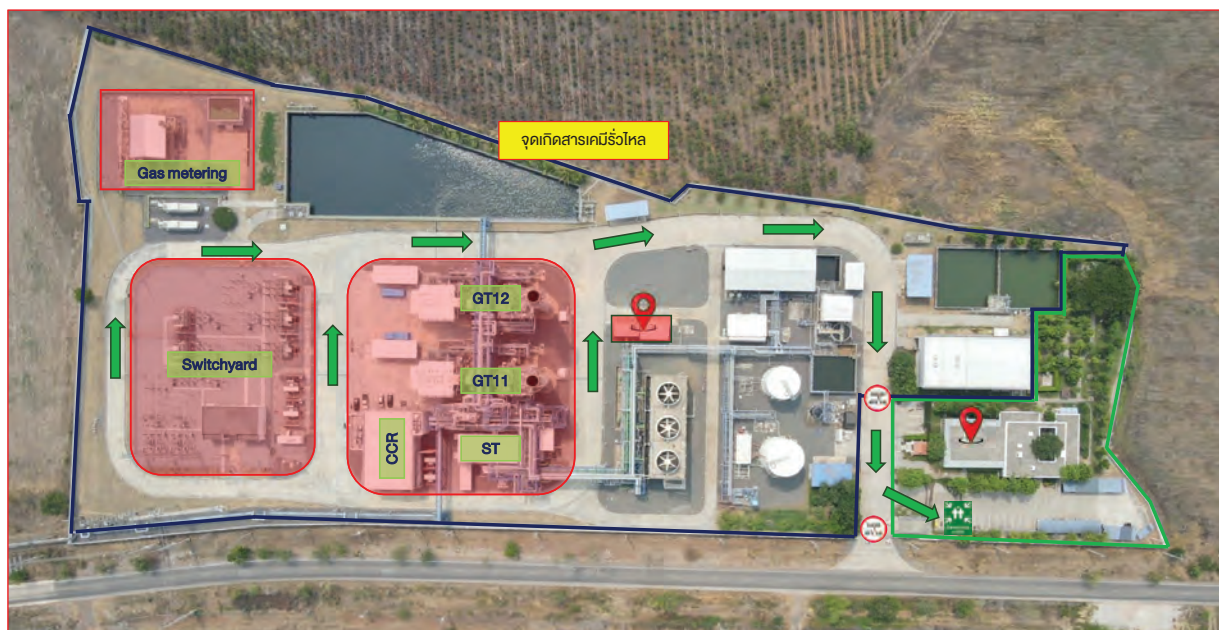 จุดเกิดสารเคมีรั่วไหล
Gas metering
GT12
Switchyard
GT11
CCR
ST